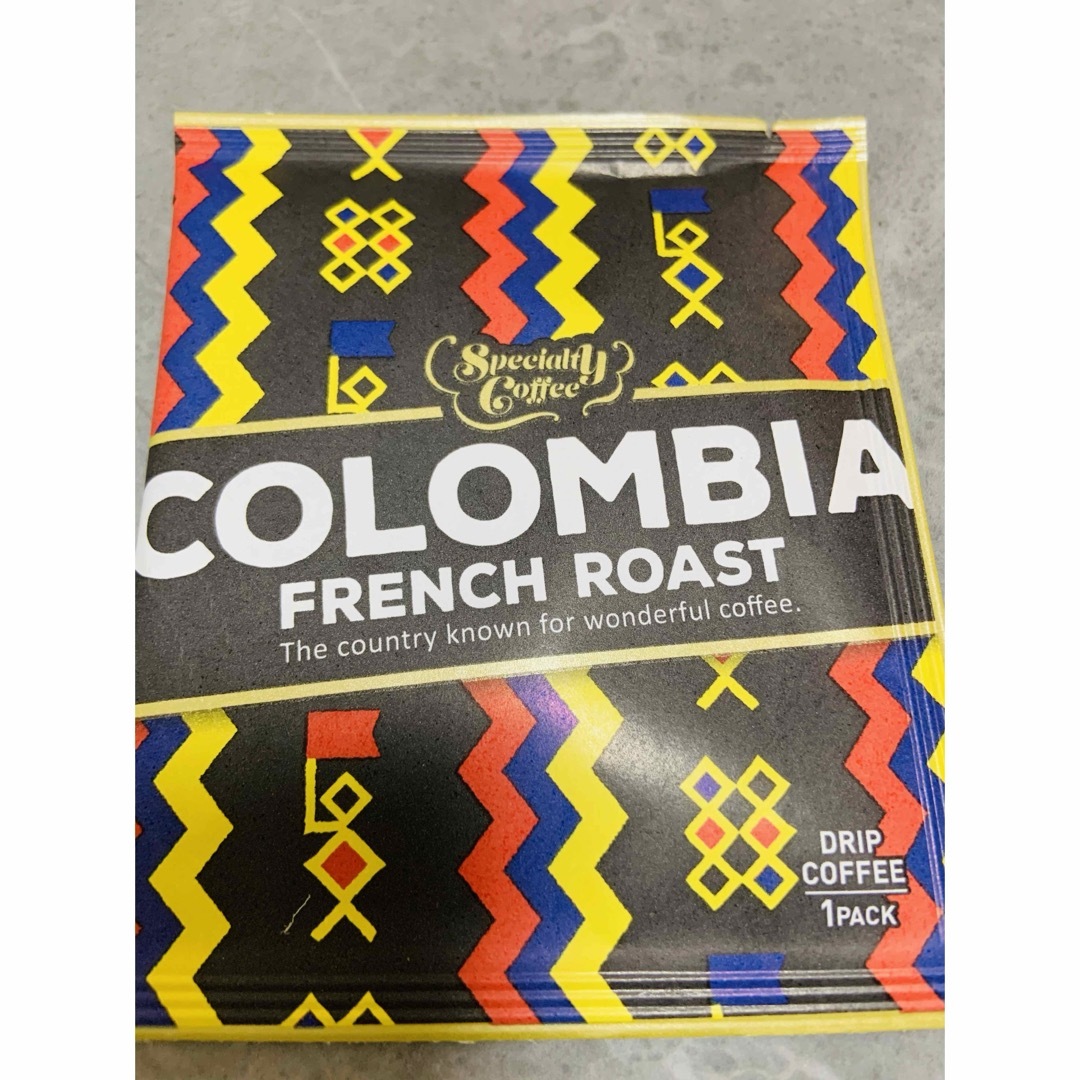 Specialty
Coffee
COLOMBIA
FRENCH ROAST
The country known for wonderful coffee.
DRIP
COFFEE
1PACK